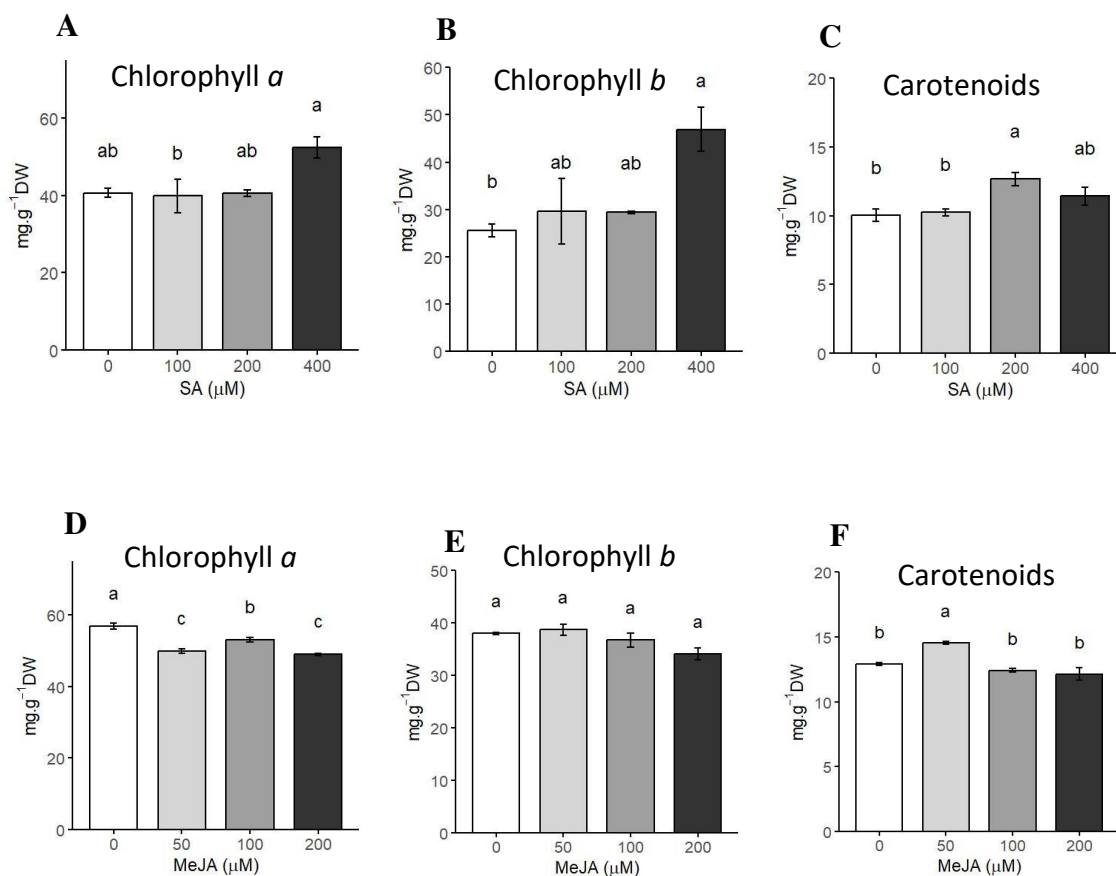 A
Chlorophyll a
mg.g⁻¹DW
60
40
20
0
ab
b
ab
a
0 100 200 400
SA (μM)
B
Chlorophyll b
mg.g⁻¹DW
60
50
40
30
20
10
0
b
ab
ab
a
0 100 200 400
SA (μM)
C
Carotenoids
mg.g⁻¹DW
20
15
10
5
0
b
b
a
ab
0 100 200 400
SA (μM)
D
Chlorophyll a
mg.g⁻¹DW
60
40
20
0
a
c
b
c
0 50 100 200
MeJA (μM)
E
Chlorophyll b
mg.g⁻¹DW
50
40
30
20
10
0
a
a
a
a
0 50 100 200
MeJA (μM)
F
Carotenoids
mg.g⁻¹DW
20
15
10
5
0
b
a
b
b
0 50 100 200
MeJA (μM)